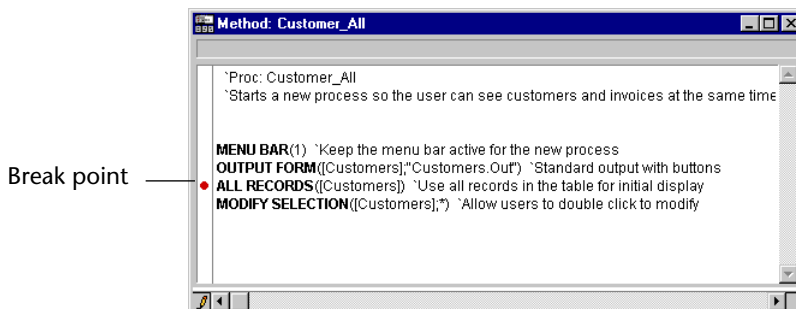 Method: Customer_All
`Proc: Customer_All
`Starts a new process so the user can see customers and invoices at the same time
MENU BAR(1) `Keep the menu bar active for the new process
OUTPUT FORM([Customers];"Customers.Out") `Standard output with buttons
Break point
ALL RECORDS([Customers]) `Use all records in the table for initial display
MODIFY SELECTION([Customers];*) `Allow users to double click to modify